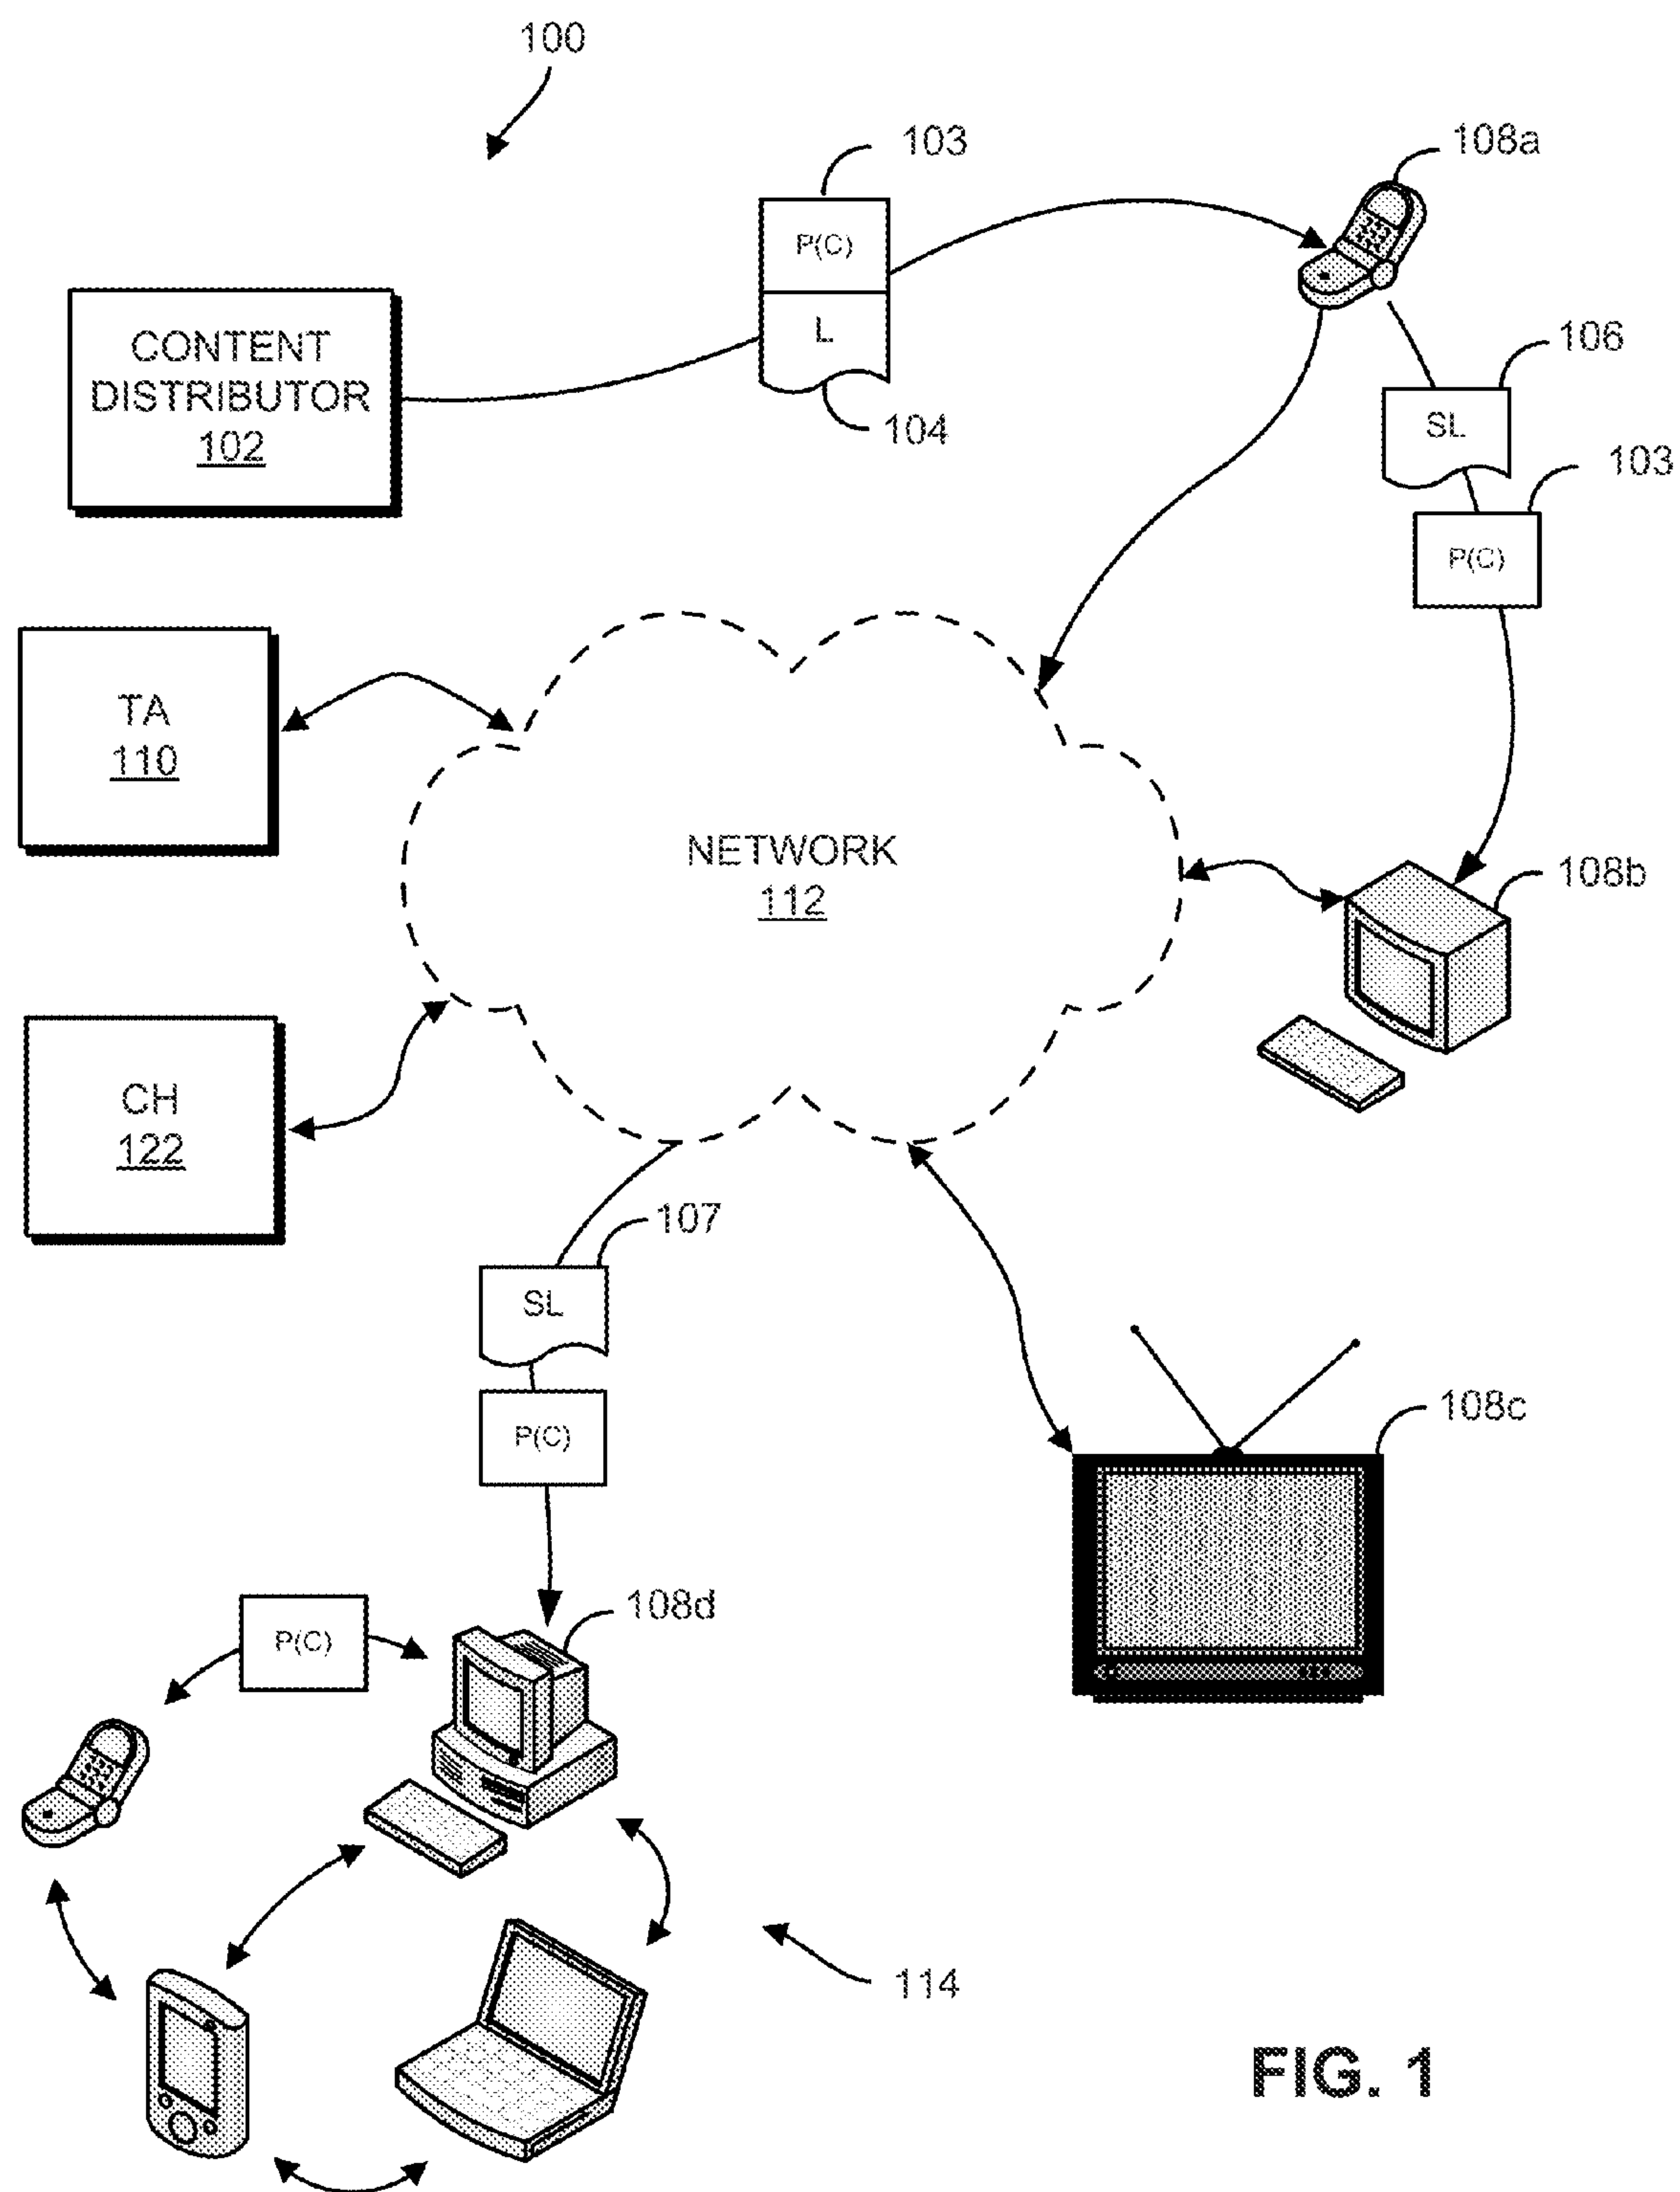 100
103
108a
P(C)
L
104
CONTENT
DISTRIBUTOR
102
106
SL
103
P(C)
TA
110
NETWORK
112
108b
CH
122
107
SL
P(C)
108c
108d
P(C)
114
FIG. 1